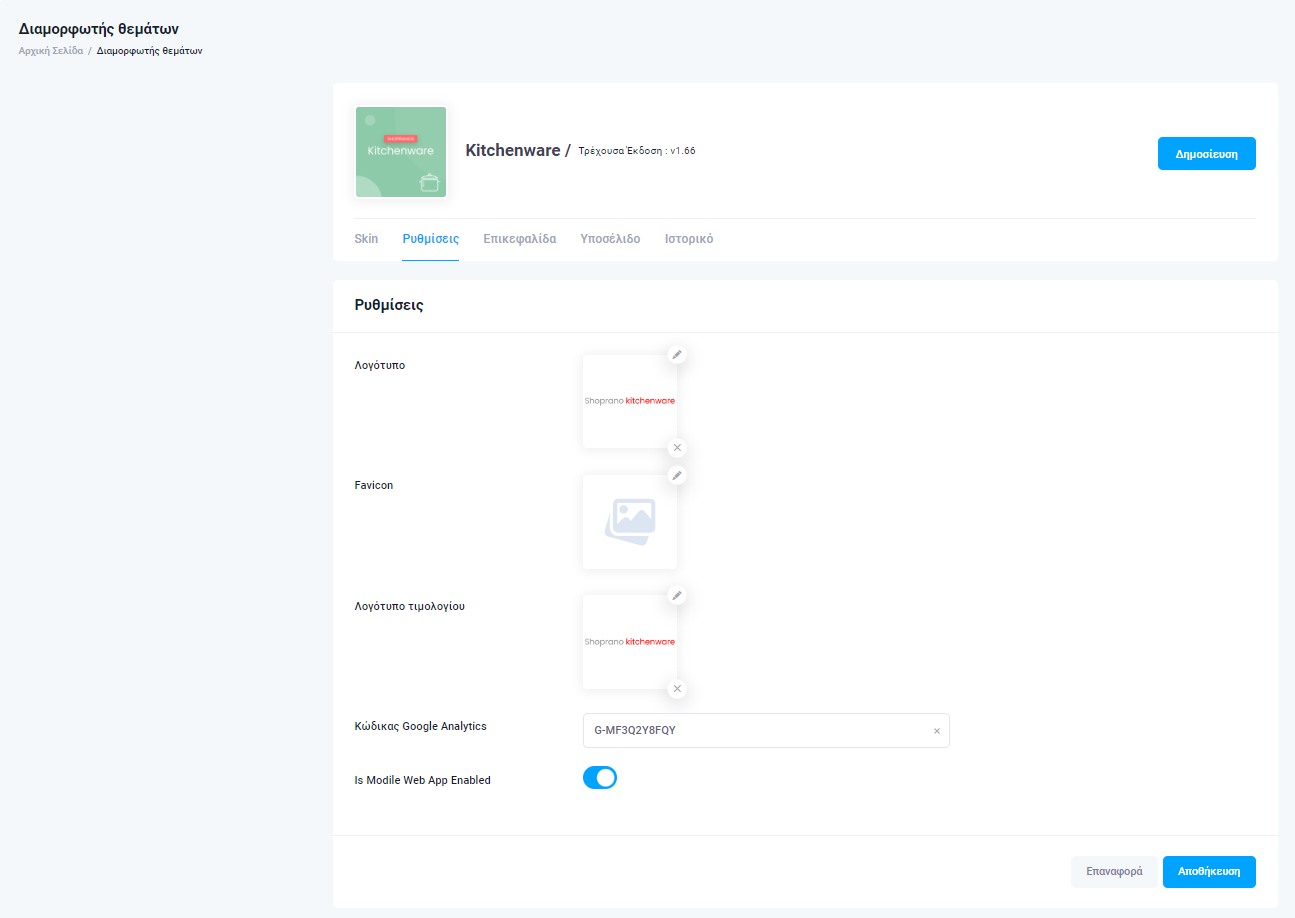 Διαμορφωτής θεμάτων
Αρχική Σελίδα / Διαμορφωτής θεμάτων
SHOPRANO®
Kitchenware
Kitchenware / Τρέχουσα Έκδοση : v1.66
Δημοσίευση
Skin Ρυθμίσεις Επικεφαλίδα Υποσέλιδο Ιστορικό
Ρυθμίσεις
Λογότυπο
Shoprano kitchenware
Favicon
Λογότυπο τιμολογίου
Shoprano kitchenware
Κώδικας Google Analytics
G-MF3Q2Y8FQY
Is Modile Web App Enabled
Επαναφορά
Αποθήκευση